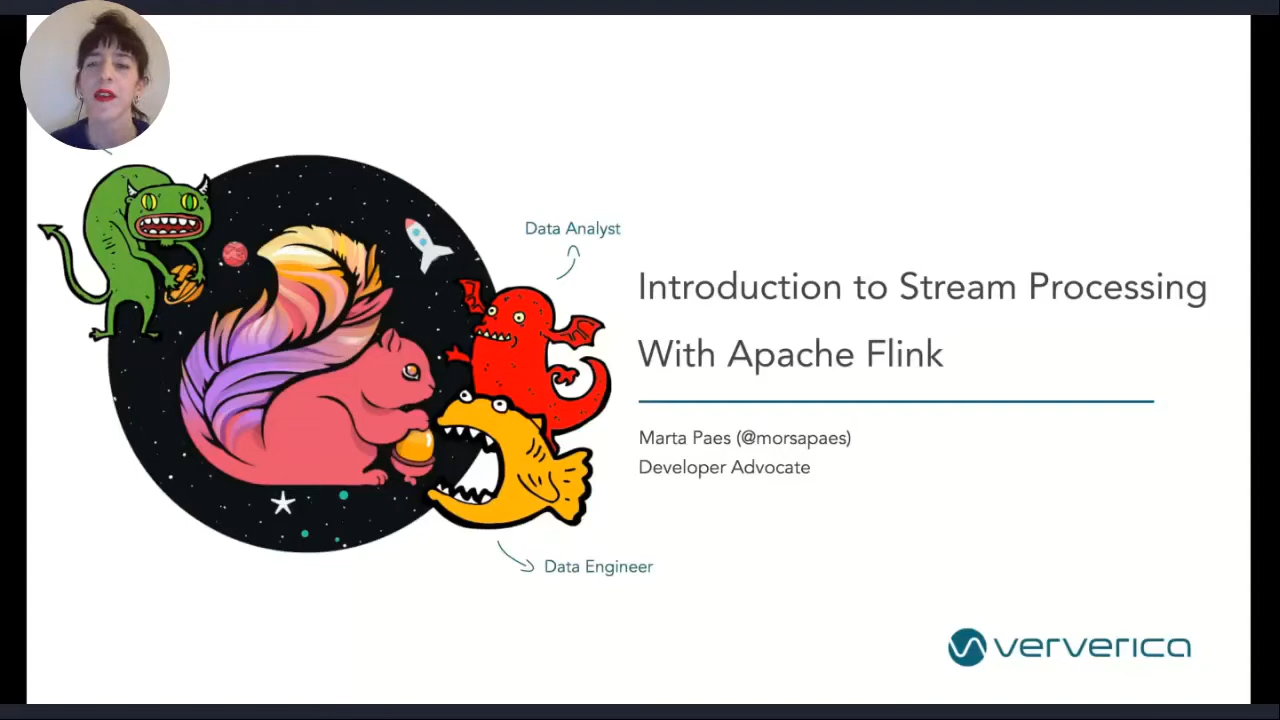 Data Analyst
Introduction to Stream Processing
With Apache Flink
Marta Paes (@morsapaes)
Developer Advocate
Data Engineer
ververica